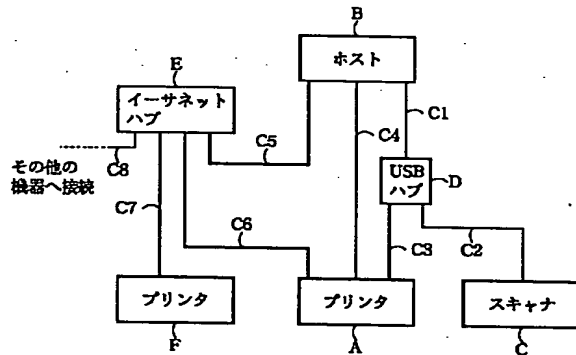 B
ホスト
E
イーサネット
ハブ
C1
C4
C5
その他の
機器へ接続
C8
USB
ハブ
D
C7
C6
C3
C2
プリンタ
プリンタ
スキャナ
F
A
C